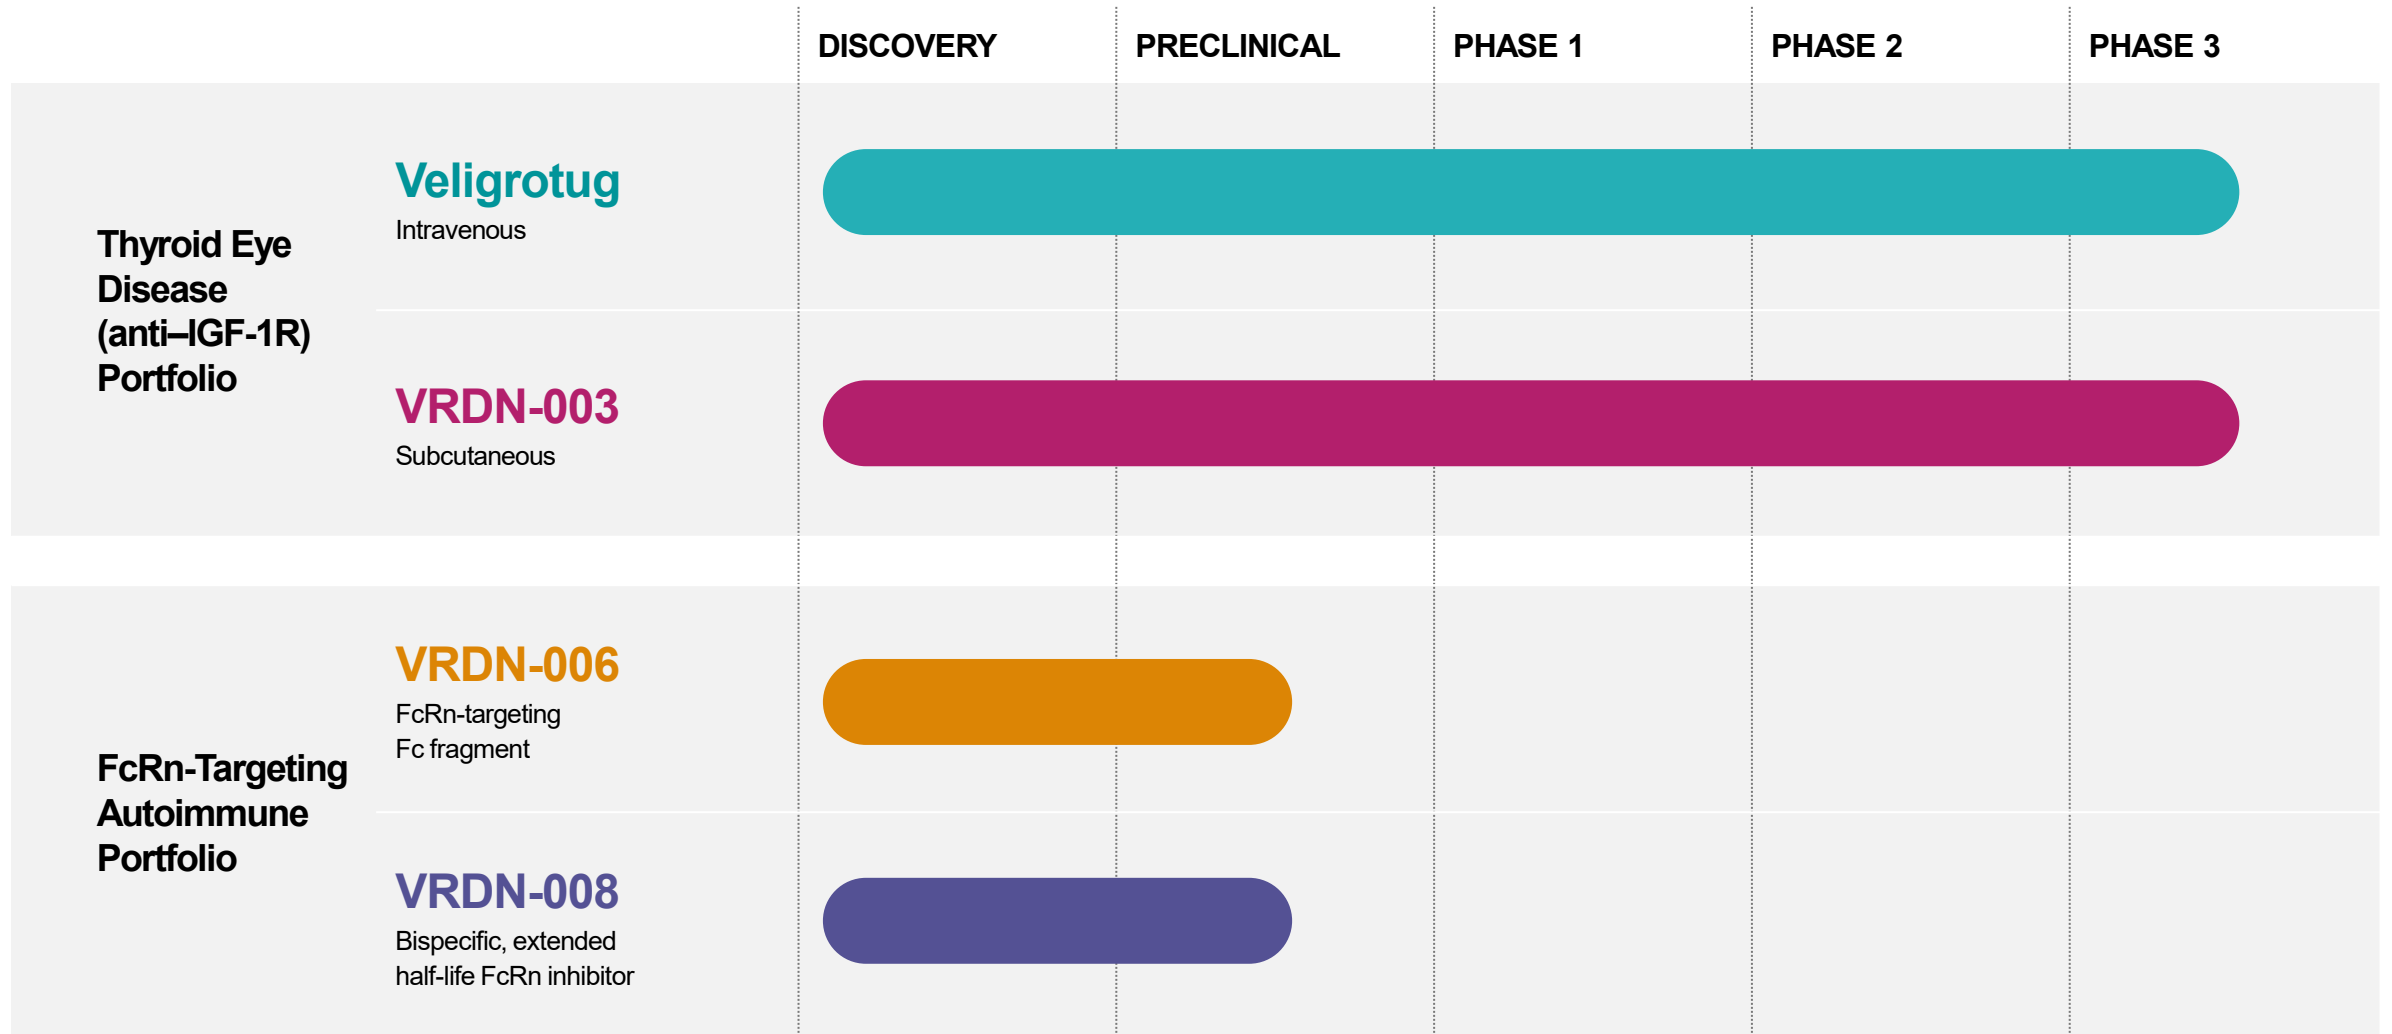 DISCOVERY PRECLINICAL PHASE 1 PHASE 2 PHASE 3
Thyroid Eye
Disease
(anti–IGF-1R)
Portfolio
Veligrotug
Intravenous
VRDN-003
Subcutaneous
FcRn-Targeting
Autoimmune
Portfolio
VRDN-006
FcRn-targeting
Fc fragment
VRDN-008
Bispecific, extended
half-life FcRn inhibitor